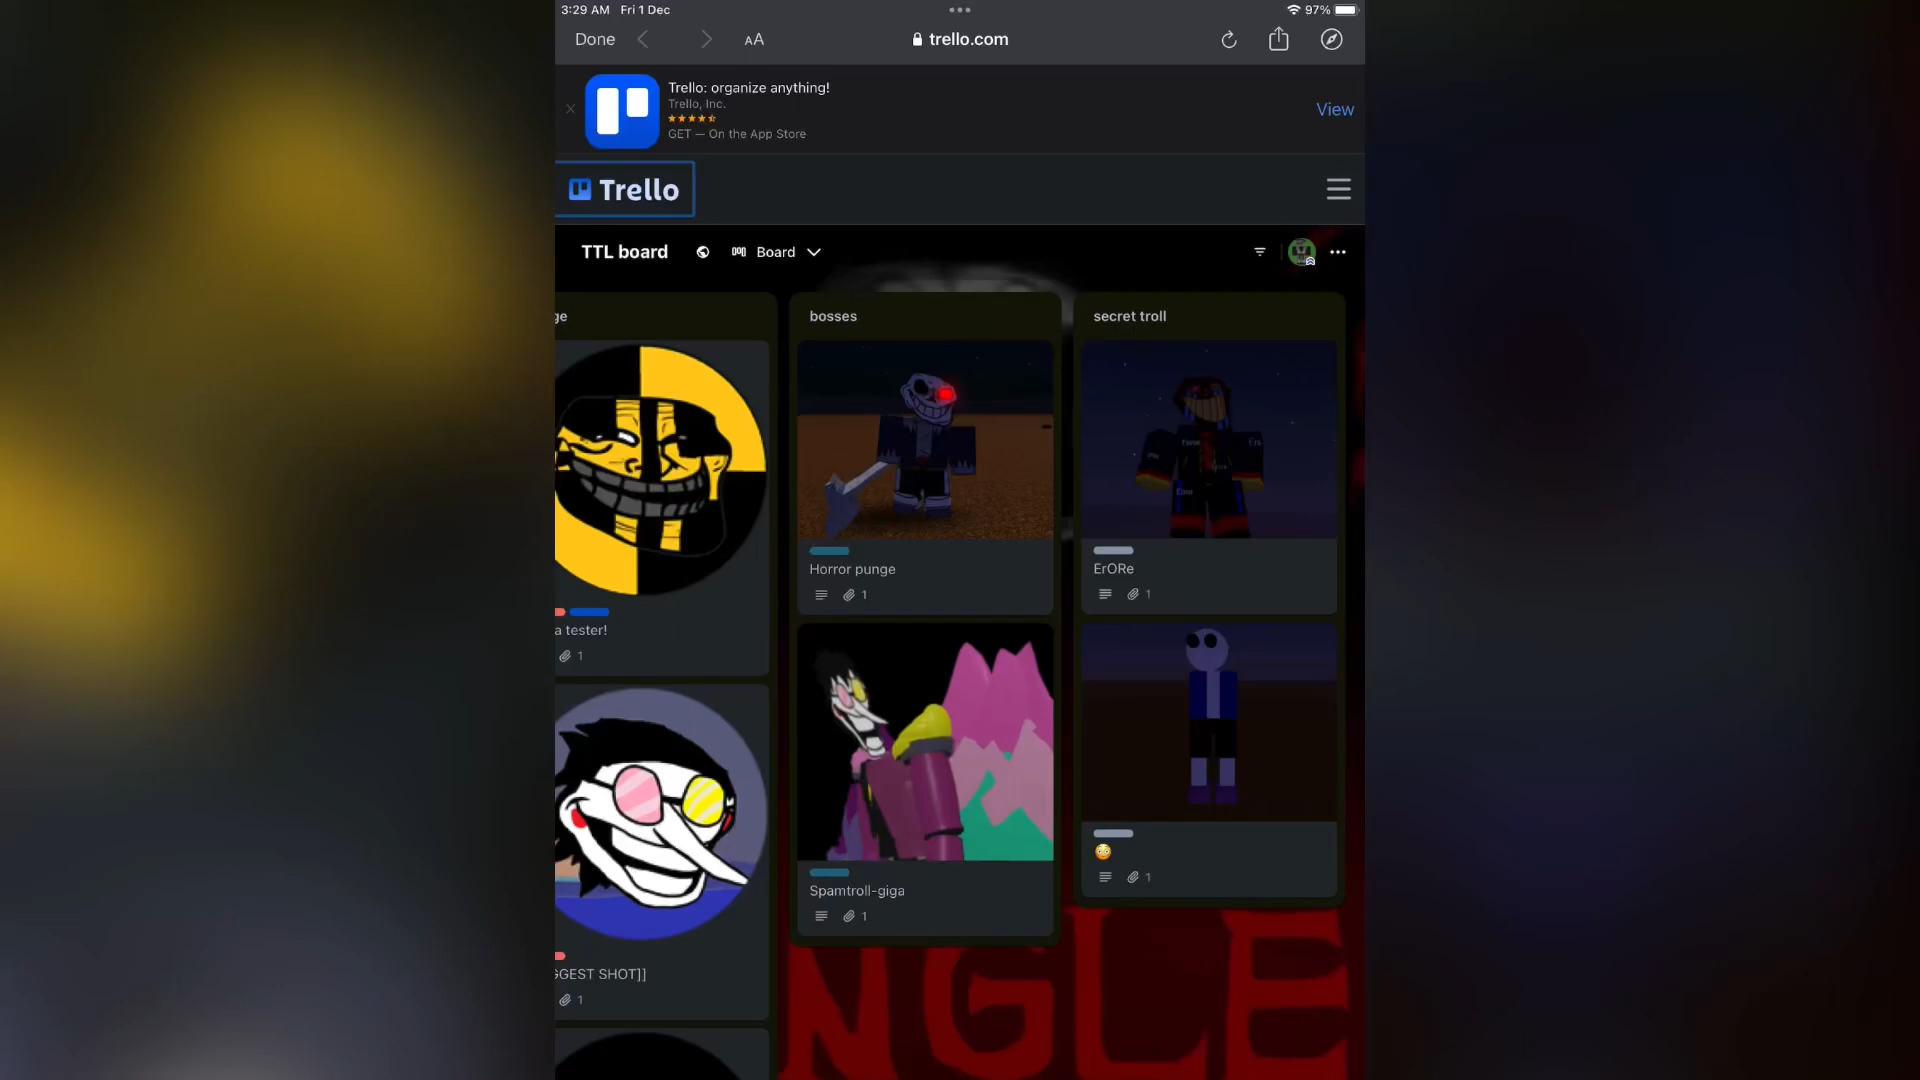 3:29 AM Fri 1 Dec
97%
Done
AA
trello.com
Trello: organize anything!
Trello, Inc.
GET — On the App Store
View
Trello
TTL board
Board
ge
bosses
secret troll
Horror punge
1
ErORe
1
a tester!
1
Spamtroll-giga
1
1
GGEST SHOT]]
1
NGLE